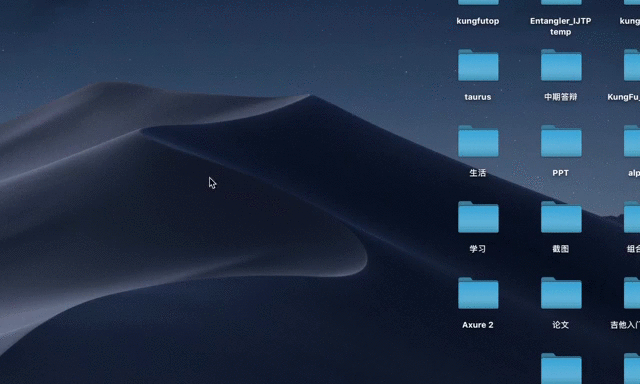 kungfutop
Entangler_IJTP
temp
kung
taurus
中期答辩
KungFu_
生活
PPT
alp
学习
截图
组合
Axure 2
论文
吉他入门